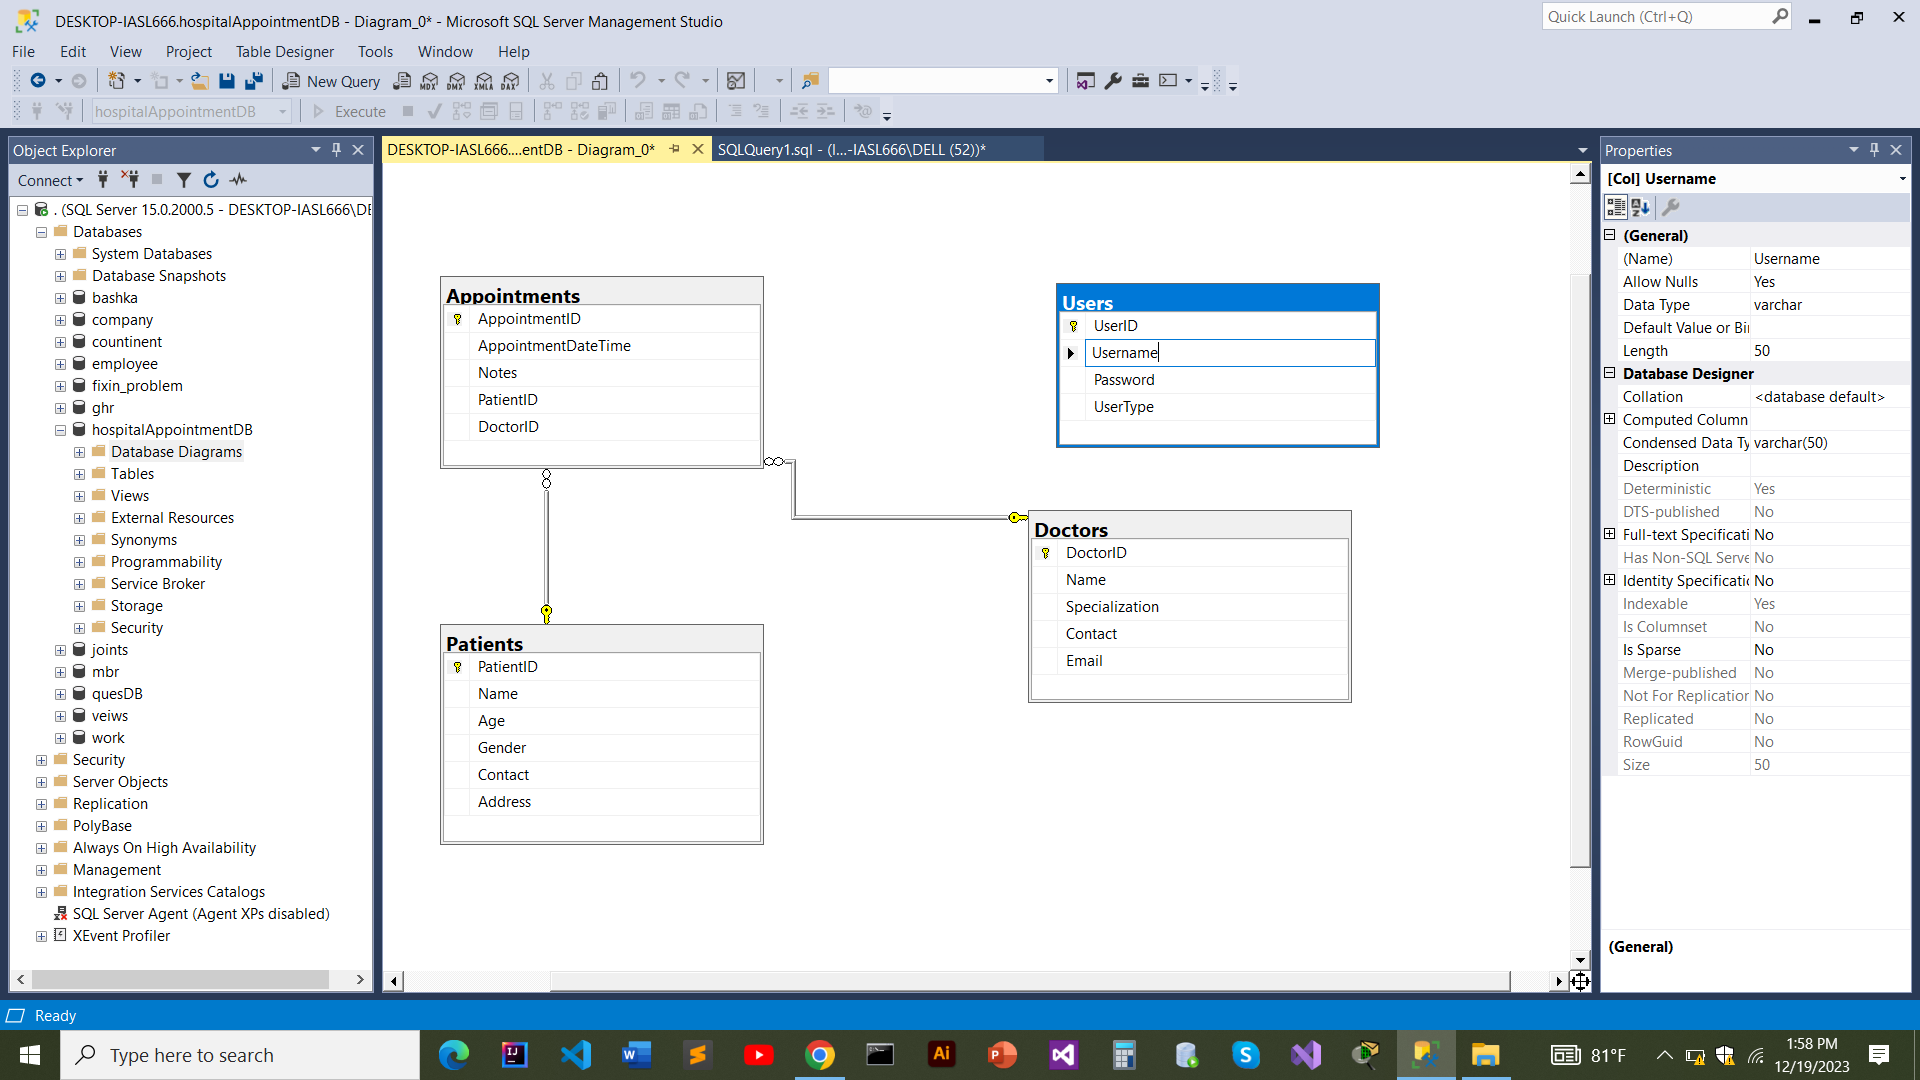 DESKTOP-IASL666.hospitalAppointmentDB - Diagram_0* - Microsoft SQL Server Management Studio
Quick Launch (Ctrl+Q)
File Edit View Project Table Designer Tools Window Help
New Query
MDX DMX XMLA DAX
hospitalAppointmentDB
Execute
Object Explorer
Connect
. (SQL Server 15.0.2000.5 - DESKTOP-IASL666\DE
Databases
System Databases
Database Snapshots
bashka
company
countinent
employee
fixin_problem
ghr
hospitalAppointmentDB
Database Diagrams
Tables
Views
External Resources
Synonyms
Programmability
Service Broker
Storage
Security
joints
mbr
quesDB
veiws
work
Security
Server Objects
Replication
PolyBase
Always On High Availability
Management
Integration Services Catalogs
SQL Server Agent (Agent XPs disabled)
XEvent Profiler
DESKTOP-IASL666....entDB - Diagram_0*
SQLQuery1.sql - (l...-IASL666\DELL (52))*
Appointments
AppointmentID
AppointmentDateTime
Notes
PatientID
DoctorID
Users
UserID
Username
Password
UserType
Doctors
DoctorID
Name
Specialization
Contact
Email
Patients
PatientID
Name
Age
Gender
Contact
Address
Properties
[Col] Username
(General)
(Name) Username
Allow Nulls Yes
Data Type varchar
Default Value or Bi
Length 50
Database Designer
Collation <database default>
Computed Column
Condensed Data Ty varchar(50)
Description
Deterministic Yes
DTS-published No
Full-text Specificati No
Has Non-SQL Serve No
Identity Specificatic No
Indexable Yes
Is Columnset No
Is Sparse No
Merge-published No
Not For Replication No
Replicated No
RowGuid No
Size 50
(General)
Ready
Type here to search
81°F
1:58 PM
12/19/2023